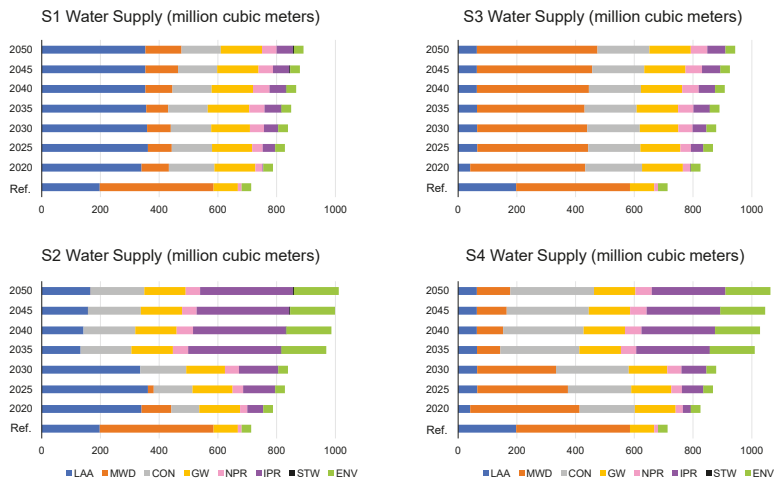 S1 Water Supply (million cubic meters)
2050
2045
2040
2035
2030
2025
2020
Ref.
0 200 400 600 800 1000
S3 Water Supply (million cubic meters)
2050
2045
2040
2035
2030
2025
2020
Ref.
0 200 400 600 800 1000
S2 Water Supply (million cubic meters)
2050
2045
2040
2035
2030
2025
2020
Ref.
0 200 400 600 800 1000
LAA MWD CON GW NPR IPR STW ENV
S4 Water Supply (million cubic meters)
2050
2045
2040
2035
2030
2025
2020
Ref.
0 200 400 600 800 1000
LAA MWD CON GW NPR IPR STW ENV